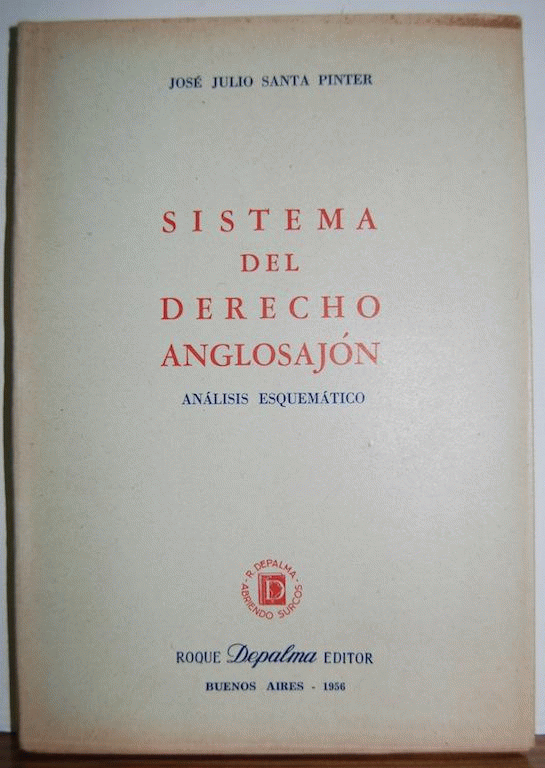 JOSÉ JULIO SANTA PINTER
SISTEMA
DEL
DERECHO
ANGLOSAJÓN
ANÁLISIS ESQUEMÁTICO
R. DEPALMA
D
ABRIENDO SURCOS
ROQUE Depalma EDITOR
BUENOS AIRES - 1956